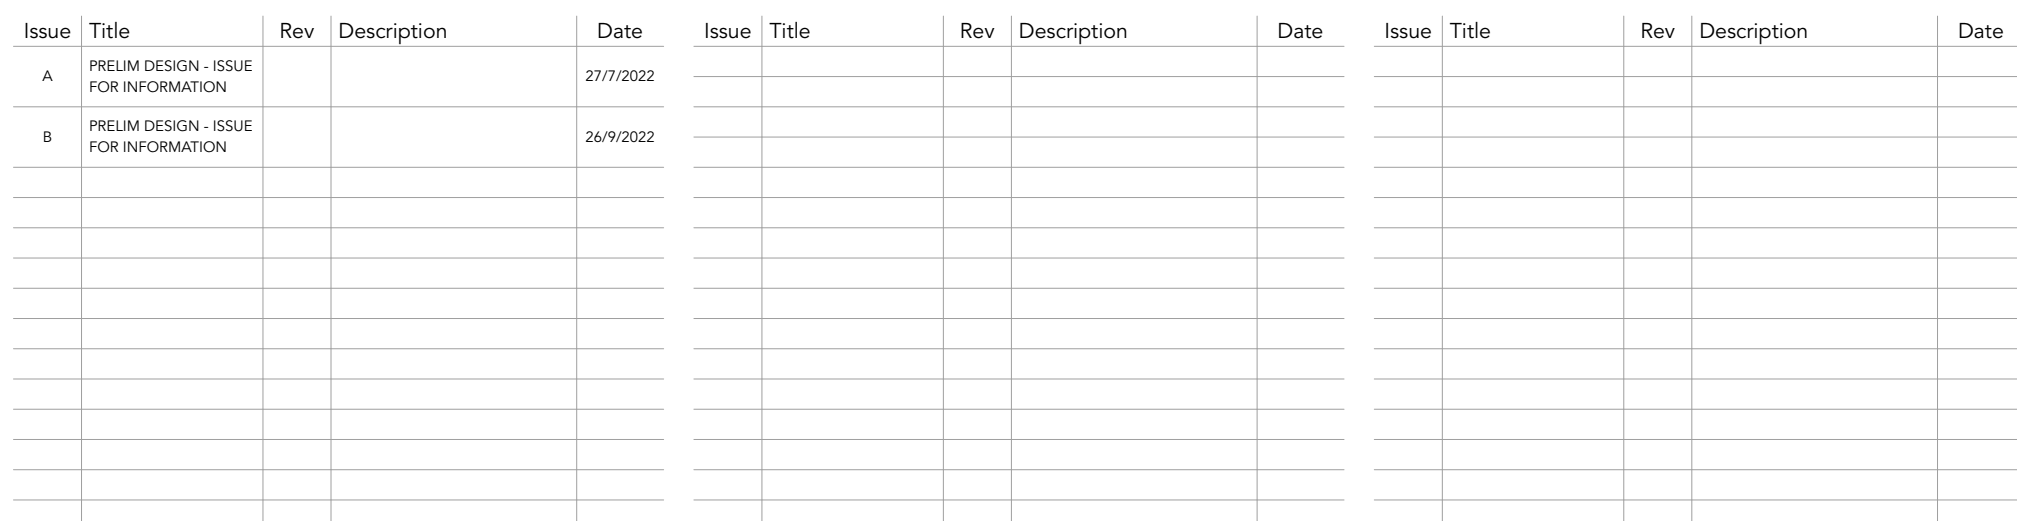 Issue Title Rev Description Date Issue Title Rev Description Date Issue Title Rev Description Date
A PRELIM DESIGN - ISSUE FOR INFORMATION 27/7/2022
B PRELIM DESIGN - ISSUE FOR INFORMATION 26/9/2022